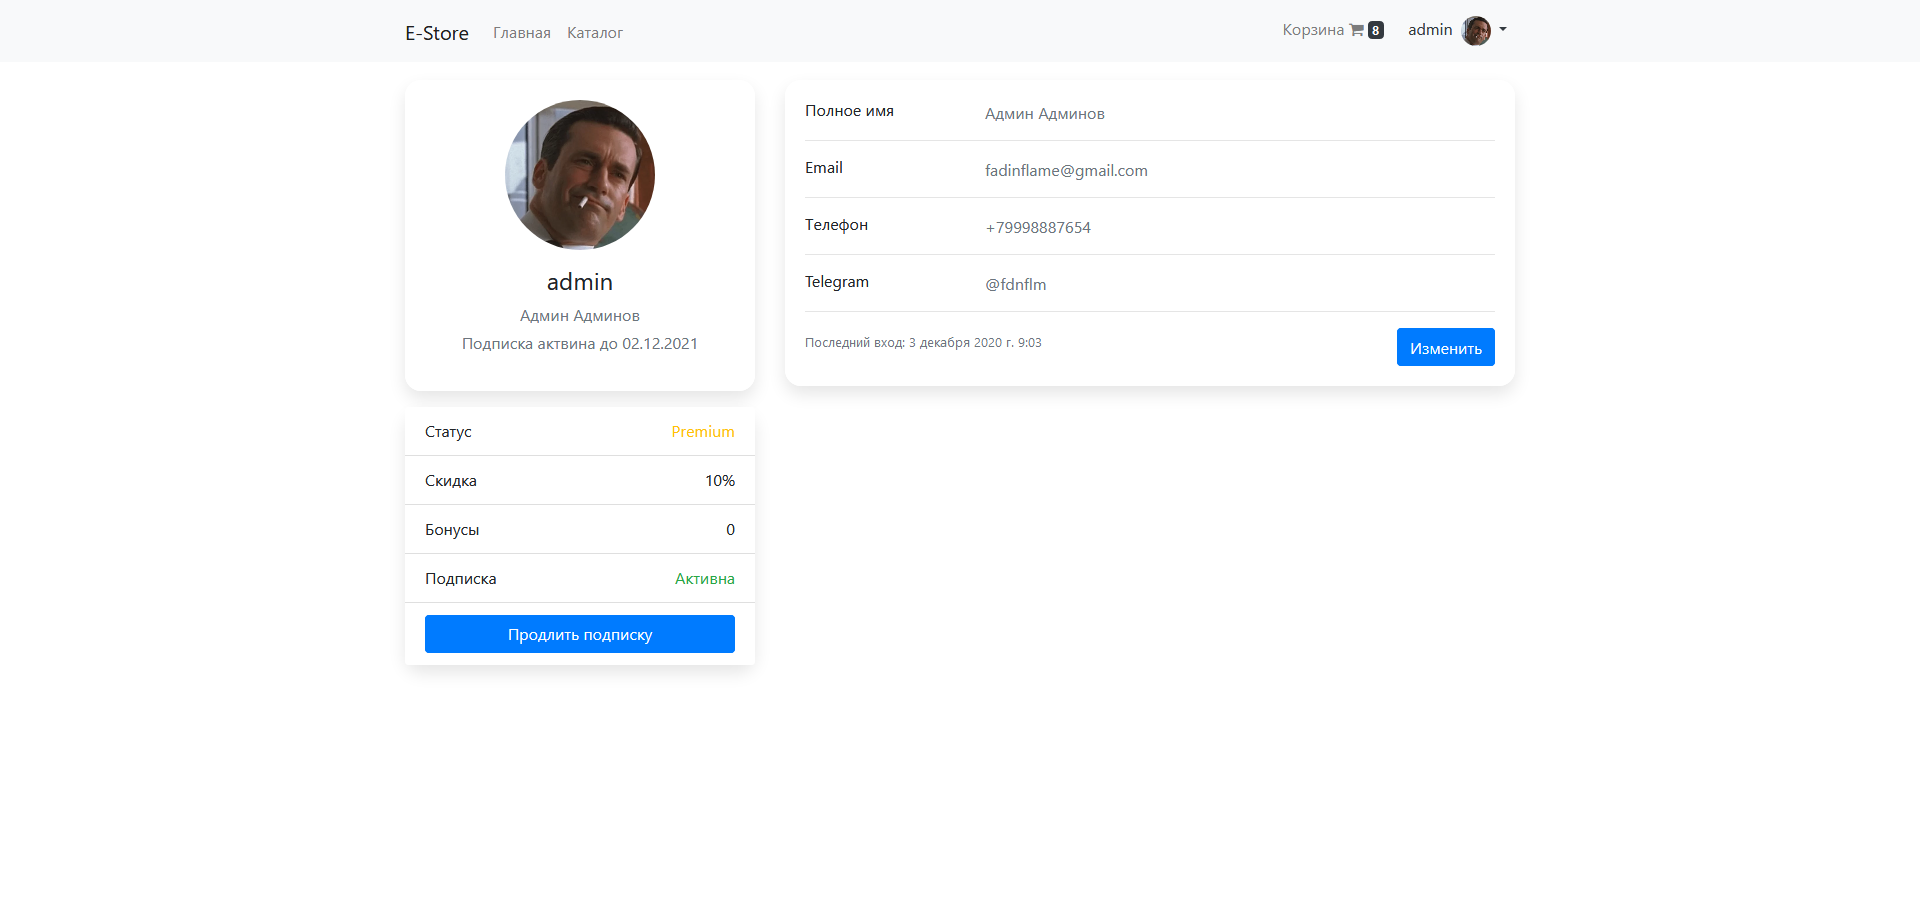 E-Store Главная Каталог Корзина 8 admin
admin
Админ Админов
Подписка актвина до 02.12.2021
Статус Premium
Скидка 10%
Бонусы 0
Подписка Активна
Продлить подписку
Полное имя Админ Админов
Email fadinflame@gmail.com
Телефон +79998887654
Telegram @fdnflm
Последний вход: 3 декабря 2020 г. 9:03 Изменить